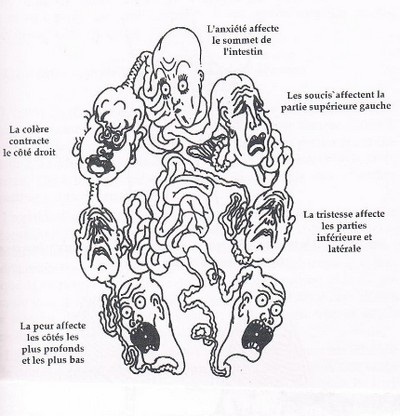 L'anxiété affecte
le sommet de
l'intestin
Les soucis affectent la
partie supérieure gauche
La colère
contracte
le côté droit
La tristesse affecte
les parties
inférieure et
latérale
La peur affecte
les côtés les
plus profonds
et les plus bas